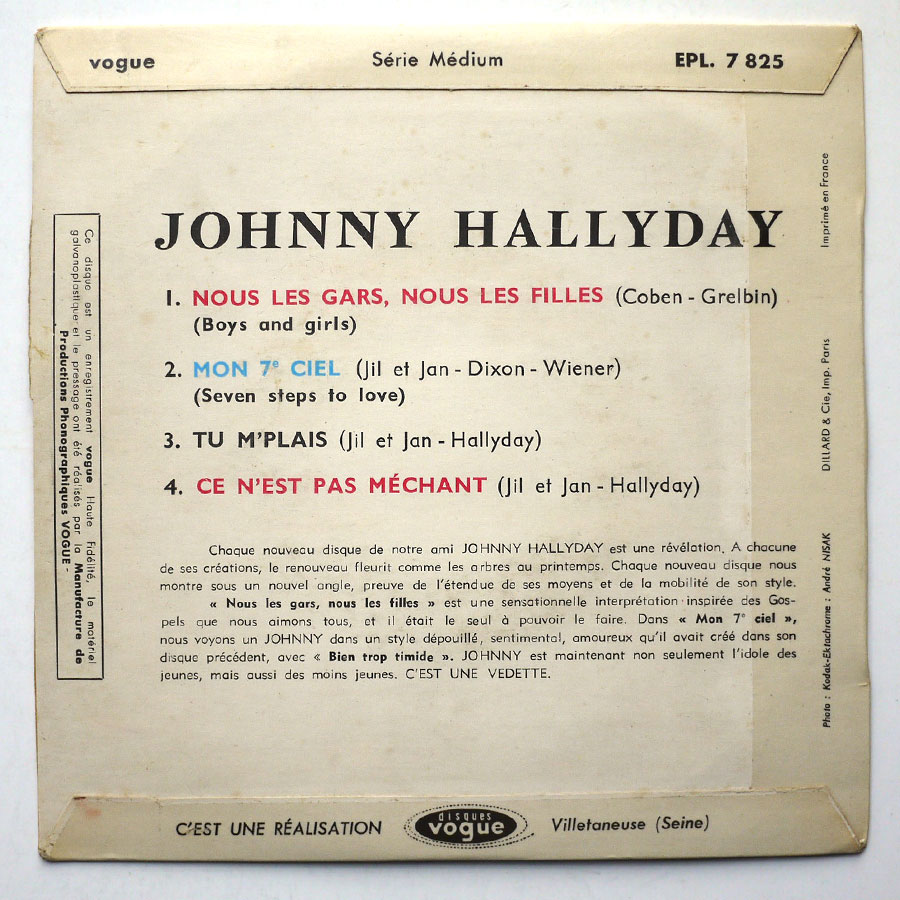 vogue Série Médium EPL. 7 825
JOHNNY HALLYDAY
1. NOUS LES GARS, NOUS LES FILLES (Coben - Grelbin)
(Boys and girls)
2. MON 7e CIEL (Jil et Jan - Dixon - Wiener)
(Seven steps to love)
3. TU M'PLAIS (Jil et Jan - Hallyday)
4. CE N'EST PAS MÉCHANT (Jil et Jan - Hallyday)
Chaque nouveau disque de notre ami JOHNNY HALLYDAY est une révélation. A chacune
de ses créations, le renouveau fleurit comme les arbres au printemps. Chaque nouveau disque nous
montre sous un nouvel angle, preuve de l'étendue de ses moyens et de la mobilité de son style.
« Nous les gars, nous les filles » est une sensationnelle interprétation inspirée des Gos-
pels que nous aimons tous, et il était le seul à pouvoir le faire. Dans « Mon 7e ciel »,
nous voyons un JOHNNY dans un style dépouillé, sentimental, amoureux qu'il avait créé dans son
disque précédent, avec « Bien trop timide ». JOHNNY est maintenant non seulement l'idole des
jeunes, mais aussi des moins jeunes. C'EST UNE VEDETTE.
Ce disque est un enregistrement vogue Haute Fidélité, le matériel
galvanoplastique et le pressage ont été réalisés par la Manufacture de
Productions Phonographiques VOGUE -
Imprimé en France
DILLARD & Cie, Imp. Paris
Photo : Kodak-Ektachrome : André NISAK
C'EST UNE RÉALISATION disques vogue Villetaneuse (Seine)